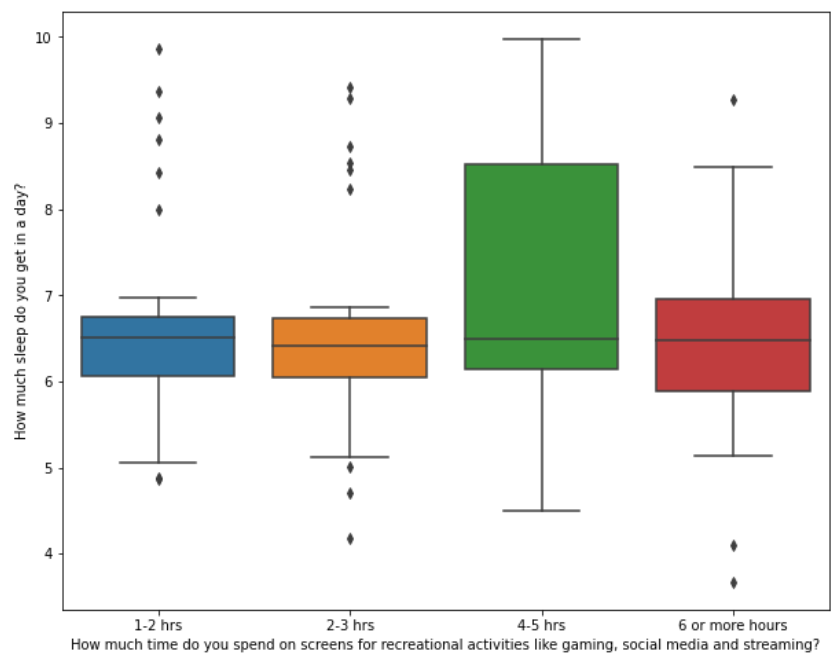 How much sleep do you get in a day?
10
9
8
7
6
5
4
1-2 hrs 2-3 hrs 4-5 hrs 6 or more hours
How much time do you spend on screens for recreational activities like gaming, social media and streaming?